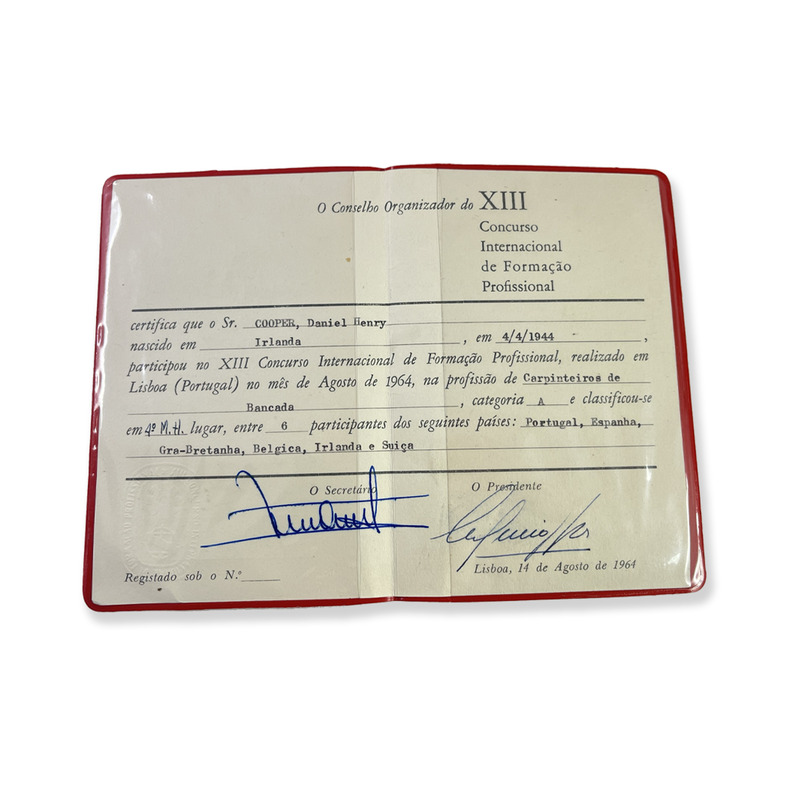 O Conselho Organizador do XIII
Concurso
Internacional
de Formação
Profissional
certifica que o Sr. COOPER, Daniel Henry
nascido em Irlanda, em 4/4/1944,
participou no XIII Concurso Internacional de Formação Profissional, realizado em
Lisboa (Portugal) no mês de Agosto de 1964, na profissão de Carpinteiros de
Bancada, categoria A e classificou-se
em 4º M.H. lugar, entre 6 participantes dos seguintes países: Portugal, Espanha,
Gra-Bretanha, Belgica, Irlanda e Suiça
O Secretário
O Presidente
Registado sob o N.º
Lisboa, 14 de Agosto de 1964